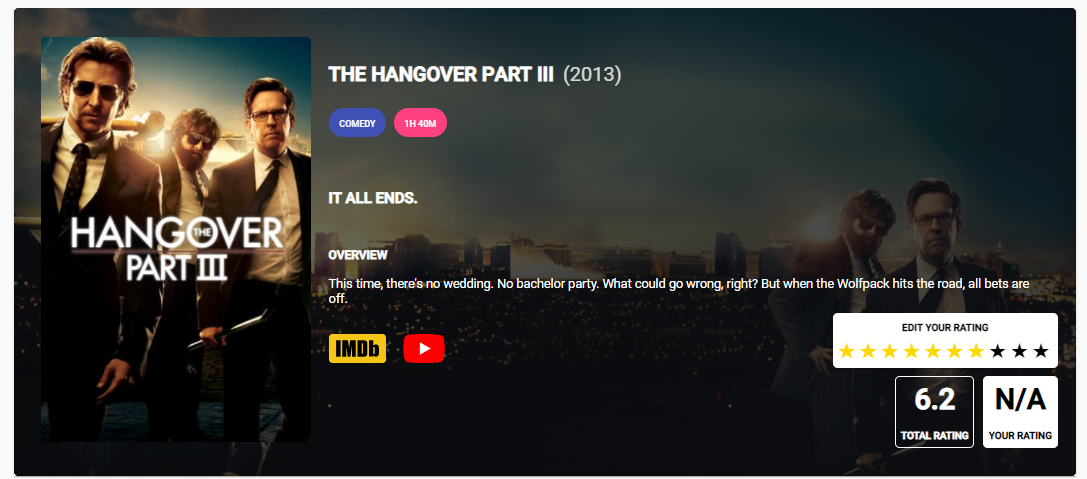 HANGOVER
THE
PART III
THE HANGOVER PART III (2013)
COMEDY 1H 40M
IT ALL ENDS.
OVERVIEW
This time, there's no wedding. No bachelor party. What could go wrong, right? But when the Wolfpack hits the road, all bets are
off.
IMDb
EDIT YOUR RATING
6.2 N/A
TOTAL RATING YOUR RATING